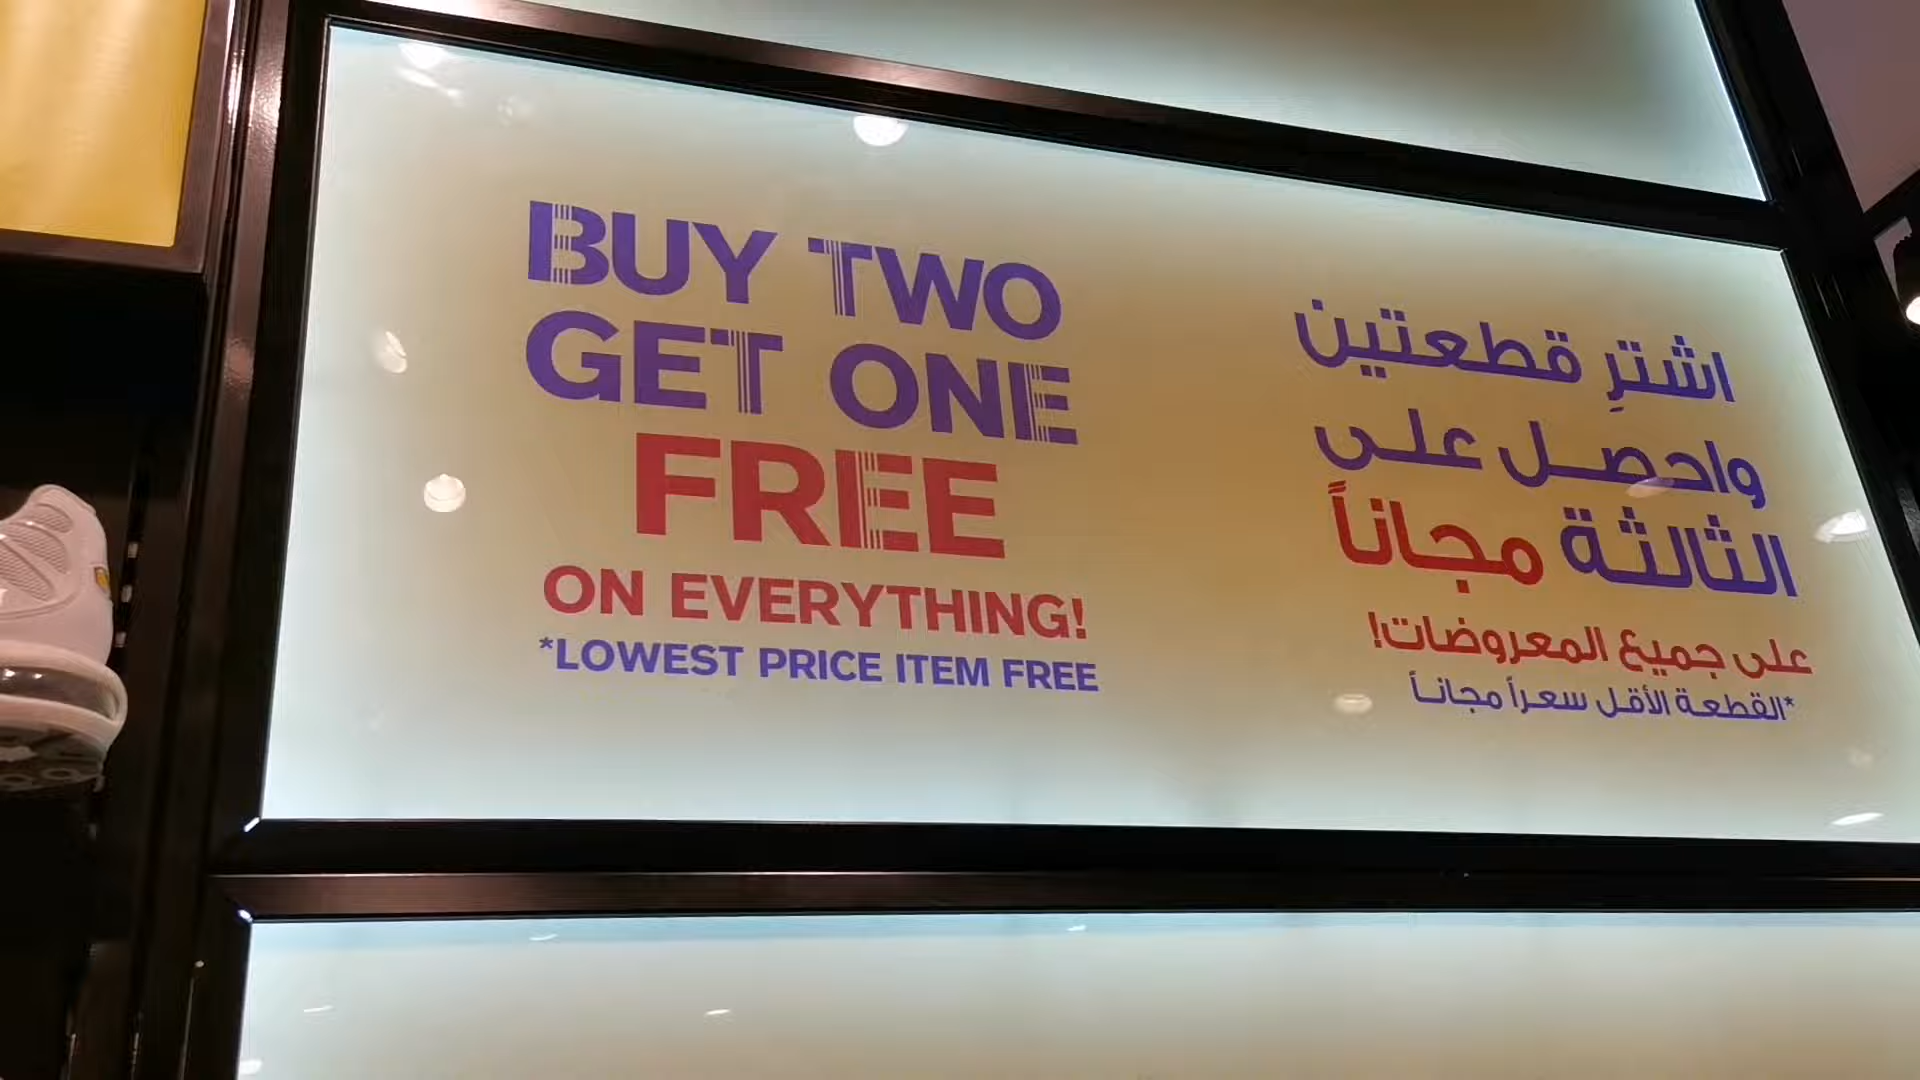 BUY TWO
GET ONE
FREE
ON EVERYTHING!
*LOWEST PRICE ITEM FREE
اشترِ قطعتين
واحصل على
الثالثة مجاناً
على جميع المعروضات!
*القطعة الأقل سعراً مجاناً